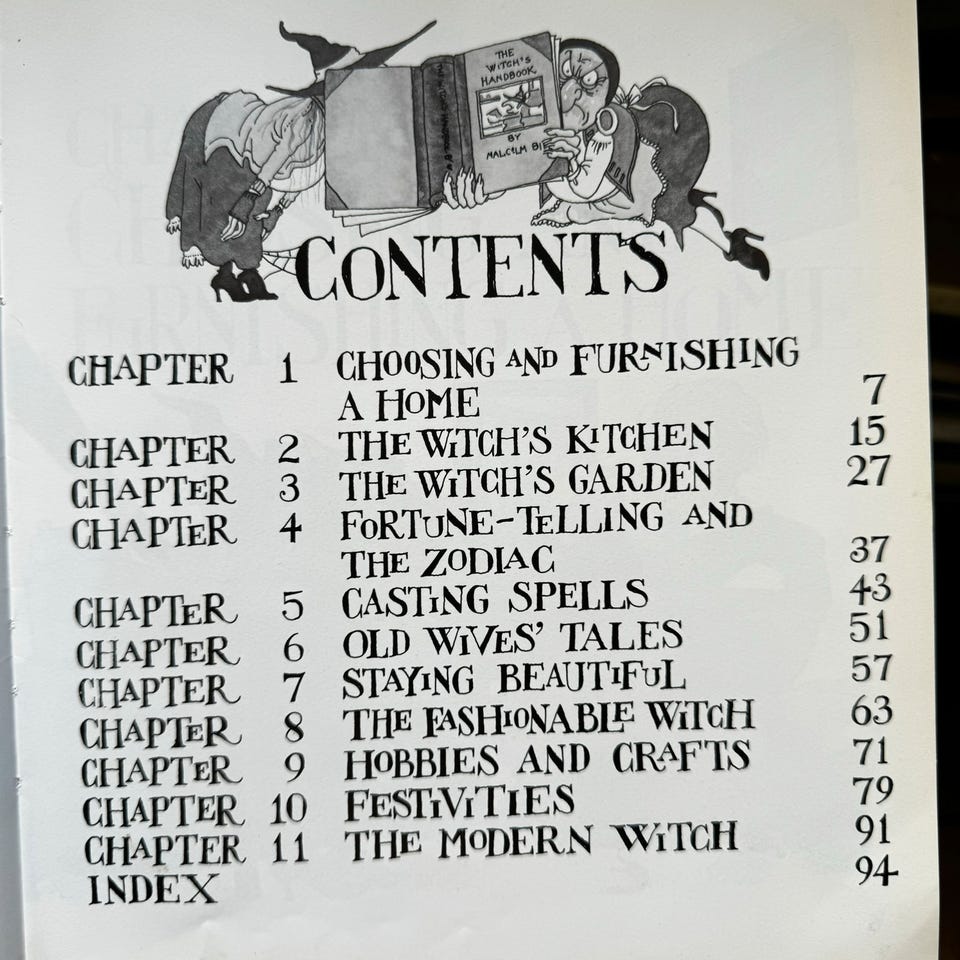 THE
WITCH'S
HANDBOOK
BY
MALCOLM
CONTENTS
CHAPTER 1 CHOOSING AND FURNISHING
A HOME 7
CHAPTER 2 THE WITCH'S KITCHEN 15
CHAPTER 3 THE WITCH'S GARDEN 27
CHAPTER 4 FORTUNE-TELLING AND
THE ZODIAC 37
CHAPTER 5 CASTING SPELLS 43
CHAPTER 6 OLD WIVES' TALES 51
CHAPTER 7 STAYING BEAUTIFUL 57
CHAPTER 8 THE FASHIONABLE WITCH 63
CHAPTER 9 HOBBIES AND CRAFTS 71
CHAPTER 10 FESTIVITIES 79
CHAPTER 11 THE MODERN WITCH 91
INDEX 94